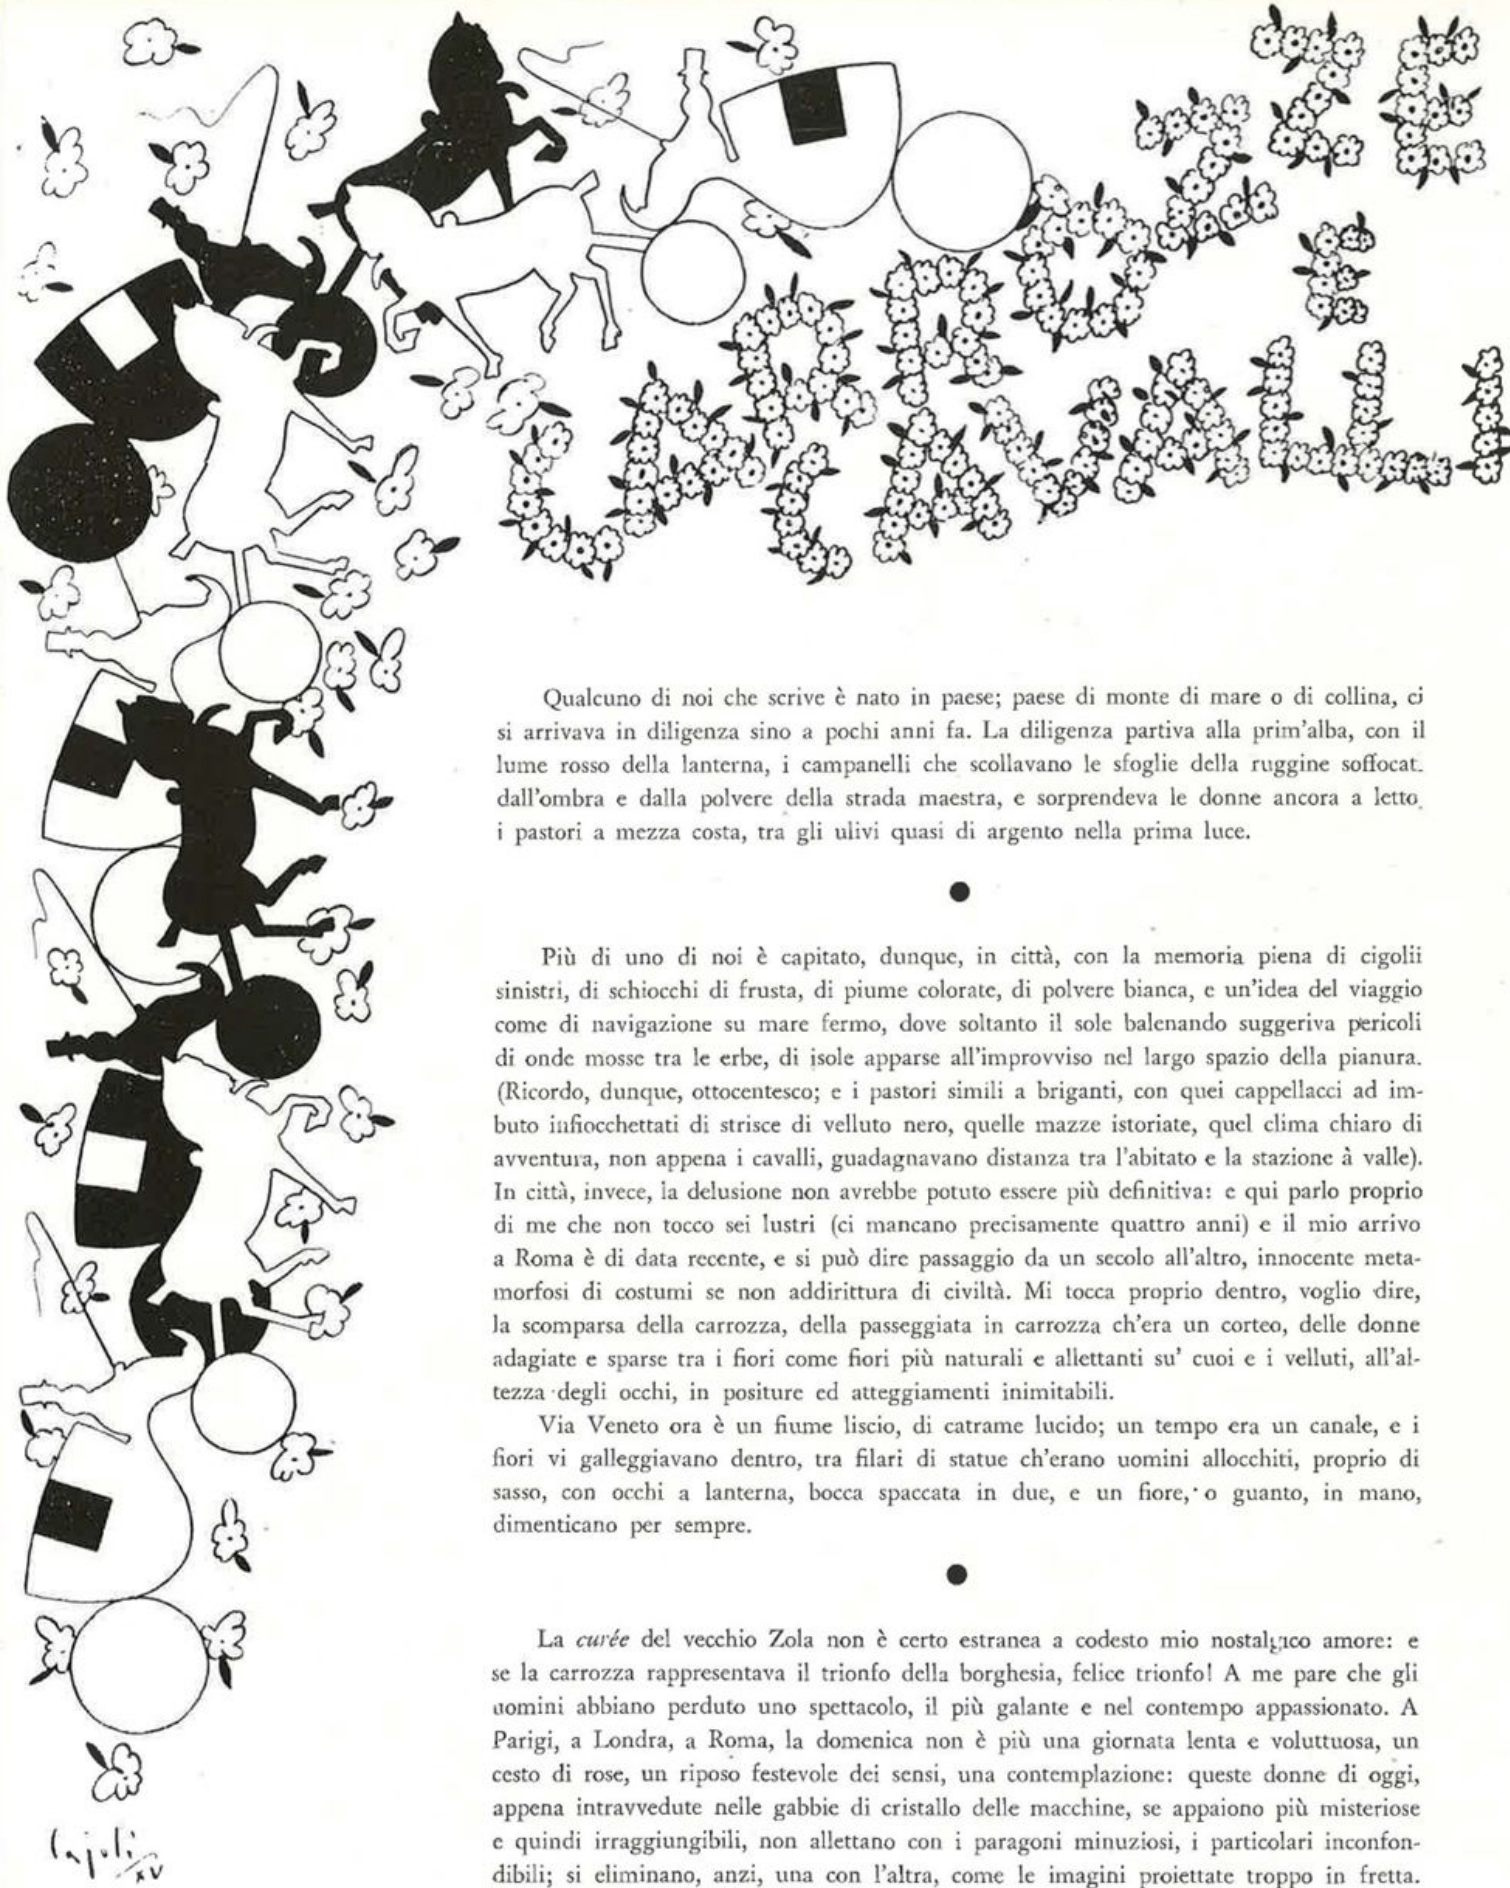 CARROZZE E
CAVALLI
Qualcuno di noi che scrive è nato in paese; paese di monte di mare o di collina, ci
si arrivava in diligenza sino a pochi anni fa. La diligenza partiva alla prim'alba, con il
lume rosso della lanterna, i campanelli che scollavano le sfoglie della ruggine soffocat.
dall'ombra e dalla polvere della strada maestra, e sorprendeva le donne ancora a letto
i pastori a mezza costa, tra gli ulivi quasi di argento nella prima luce.
●
Più di uno di noi è capitato, dunque, in città, con la memoria piena di cigolii
sinistri, di schiocchi di frusta, di piume colorate, di polvere bianca, e un'idea del viaggio
come di navigazione su mare fermo, dove soltanto il sole balenando suggeriva pericoli
di onde mosse tra le erbe, di isole apparse all'improvviso nel largo spazio della pianura.
(Ricordo, dunque, ottocentesco; e i pastori simili a briganti, con quei cappellacci ad im-
buto infiocchettati di strisce di velluto nero, quelle mazze istoriate, quel clima chiaro di
avventura, non appena i cavalli, guadagnavano distanza tra l'abitato e la stazione à valle).
In città, invece, la delusione non avrebbe potuto essere più definitiva: e qui parlo proprio
di me che non tocco sei lustri (ci mancano precisamente quattro anni) e il mio arrivo
a Roma è di data recente, e si può dire passaggio da un secolo all'altro, innocente meta-
morfosi di costumi se non addirittura di civiltà. Mi tocca proprio dentro, voglio dire,
la scomparsa della carrozza, della passeggiata in carrozza ch'era un corteo, delle donne
adagiate e sparse tra i fiori come fiori più naturali e allettanti su' cuoi e i velluti, all'al-
tezza degli occhi, in positure ed atteggiamenti inimitabili.
Via Veneto ora è un fiume liscio, di catrame lucido; un tempo era un canale, e i
fiori vi galleggiavano dentro, tra filari di statue ch'erano uomini allocchiti, proprio di
sasso, con occhi a lanterna, bocca spaccata in due, e un fiore, o guanto, in mano,
dimenticano per sempre.
●
La curée del vecchio Zola non è certo estranea a codesto mio nostalgico amore: e
se la carrozza rappresentava il trionfo della borghesia, felice trionfo! A me pare che gli
uomini abbiano perduto uno spettacolo, il più galante e nel contempo appassionato. A
Parigi, a Londra, a Roma, la domenica non è più una giornata lenta e voluttuosa, un
cesto di rose, un riposo festevole dei sensi, una contemplazione: queste donne di oggi,
appena intravvedute nelle gabbie di cristallo delle macchine, se appaiono più misteriose
e quindi irraggiungibili, non allettano con i paragoni minuziosi, i particolari inconfon-
dibili; si eliminano, anzi, una con l'altra, come le imagini proiettate troppo in fretta.
XV